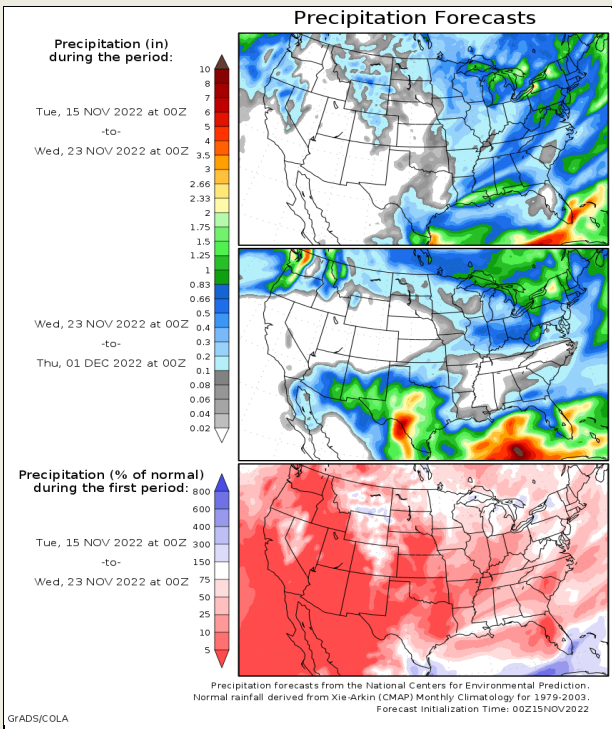 Precipitation Forecasts
Precipitation (in)
during the period:
Tue, 15 NOV 2022 at 00Z
-to-
Wed, 23 NOV 2022 at 00Z
Wed, 23 NOV 2022 at 00Z
-to-
Thu, 01 DEC 2022 at 00Z
10
8
7
6
5
4
3.5
3
2.66
2.33
2
1.75
1.5
1.25
1
0.83
0.66
0.5
0.4
0.3
0.2
0.1
0.08
0.06
0.04
0.02
Precipitation (% of normal)
during the first period:
Tue, 15 NOV 2022 at 00Z
-to-
Wed, 23 NOV 2022 at 00Z
800
600
400
300
150
75
50
25
10
5
Precipitation forecasts from the National Centers for Environmental Prediction.
Normal rainfall derived from Xie-Arkin (CMAP) Monthly Climatology for 1979-2003.
Forecast Initialization Time: 00Z15NOV2022
GrADS/COLA